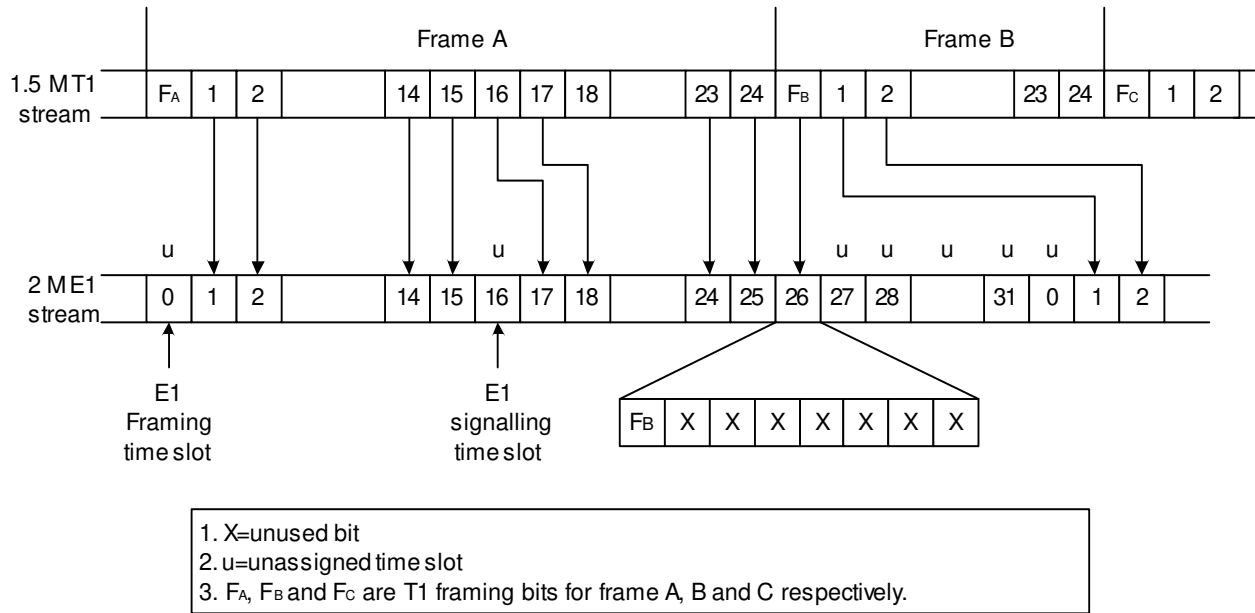 Frame A Frame B
1.5 M T1
stream
FA 1 2 14 15 16 17 18 23 24 FB 1 2 23 24 FC 1 2
u u u u u u u
2 M E1
stream
0 1 2 14 15 16 17 18 24 25 26 27 28 31 0 1 2
E1
Framing
time slot
E1
signalling
time slot
FB X X X X X X X
1. X=unused bit
2. u=unassigned time slot
3. FA, FB and FC are T1 framing bits for frame A, B and C respectively.